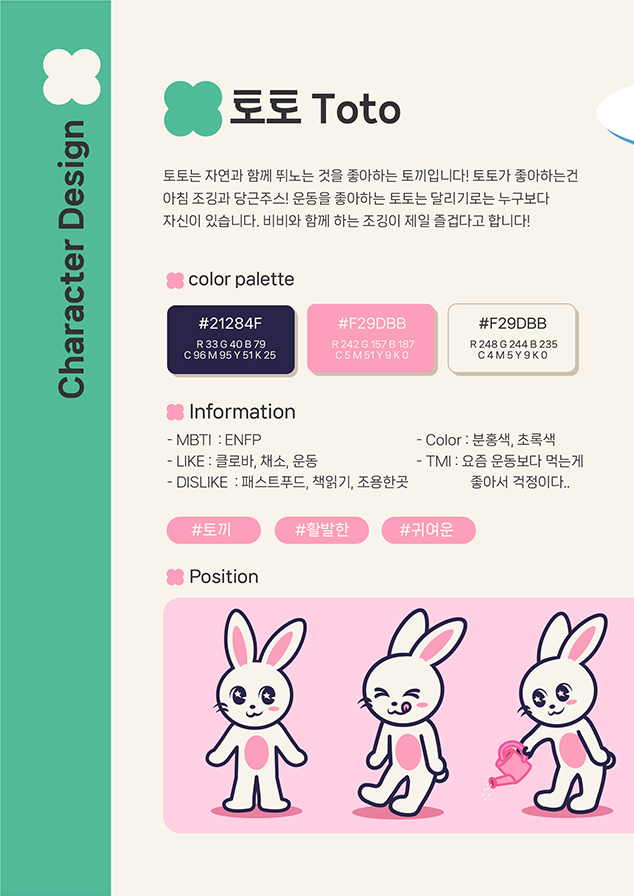 Character Design
토토 Toto
토토는 자연과 함께 뛰노는 것을 좋아하는 토끼입니다! 토토가 좋아하는건
아침 조깅과 당근주스! 운동을 좋아하는 토토는 달리기로는 누구보다
자신이 있습니다. 비비와 함께 하는 조깅이 제일 즐겁다고 합니다!
color palette
#21284F
R 33 G 40 B 79
C 96 M 95 Y 51 K 25
#F29DBB
R 242 G 157 B 187
C 5 M 51 Y 9 K 0
#F29DBB
R 248 G 244 B 235
C 4 M 5 Y 9 K 0
Information
- MBTI : ENFP
- LIKE : 클로바, 채소, 운동
- DISLIKE : 패스트푸드, 책읽기, 조용한곳
- Color : 분홍색, 초록색
- TMI : 요즘 운동보다 먹는게
좋아서 걱정이다..
#토끼
#활발한
#귀여운
Position